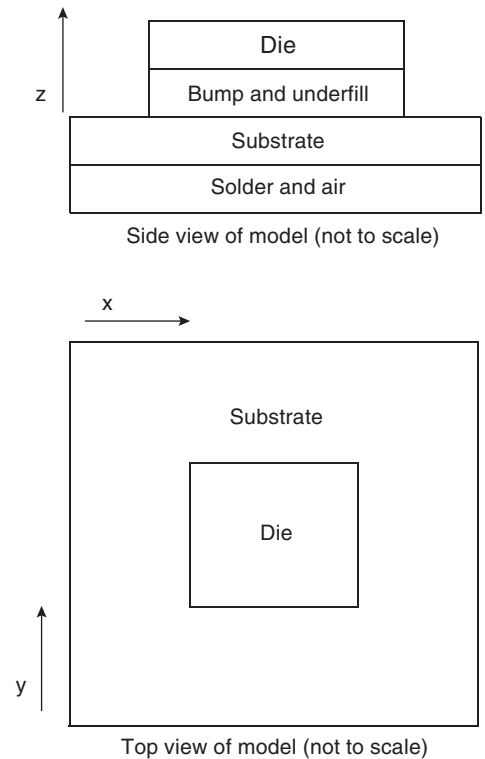 Die
z
Bump and underfill
Substrate
Solder and air
Side view of model (not to scale)
x
Substrate
Die
y
Top view of model (not to scale)